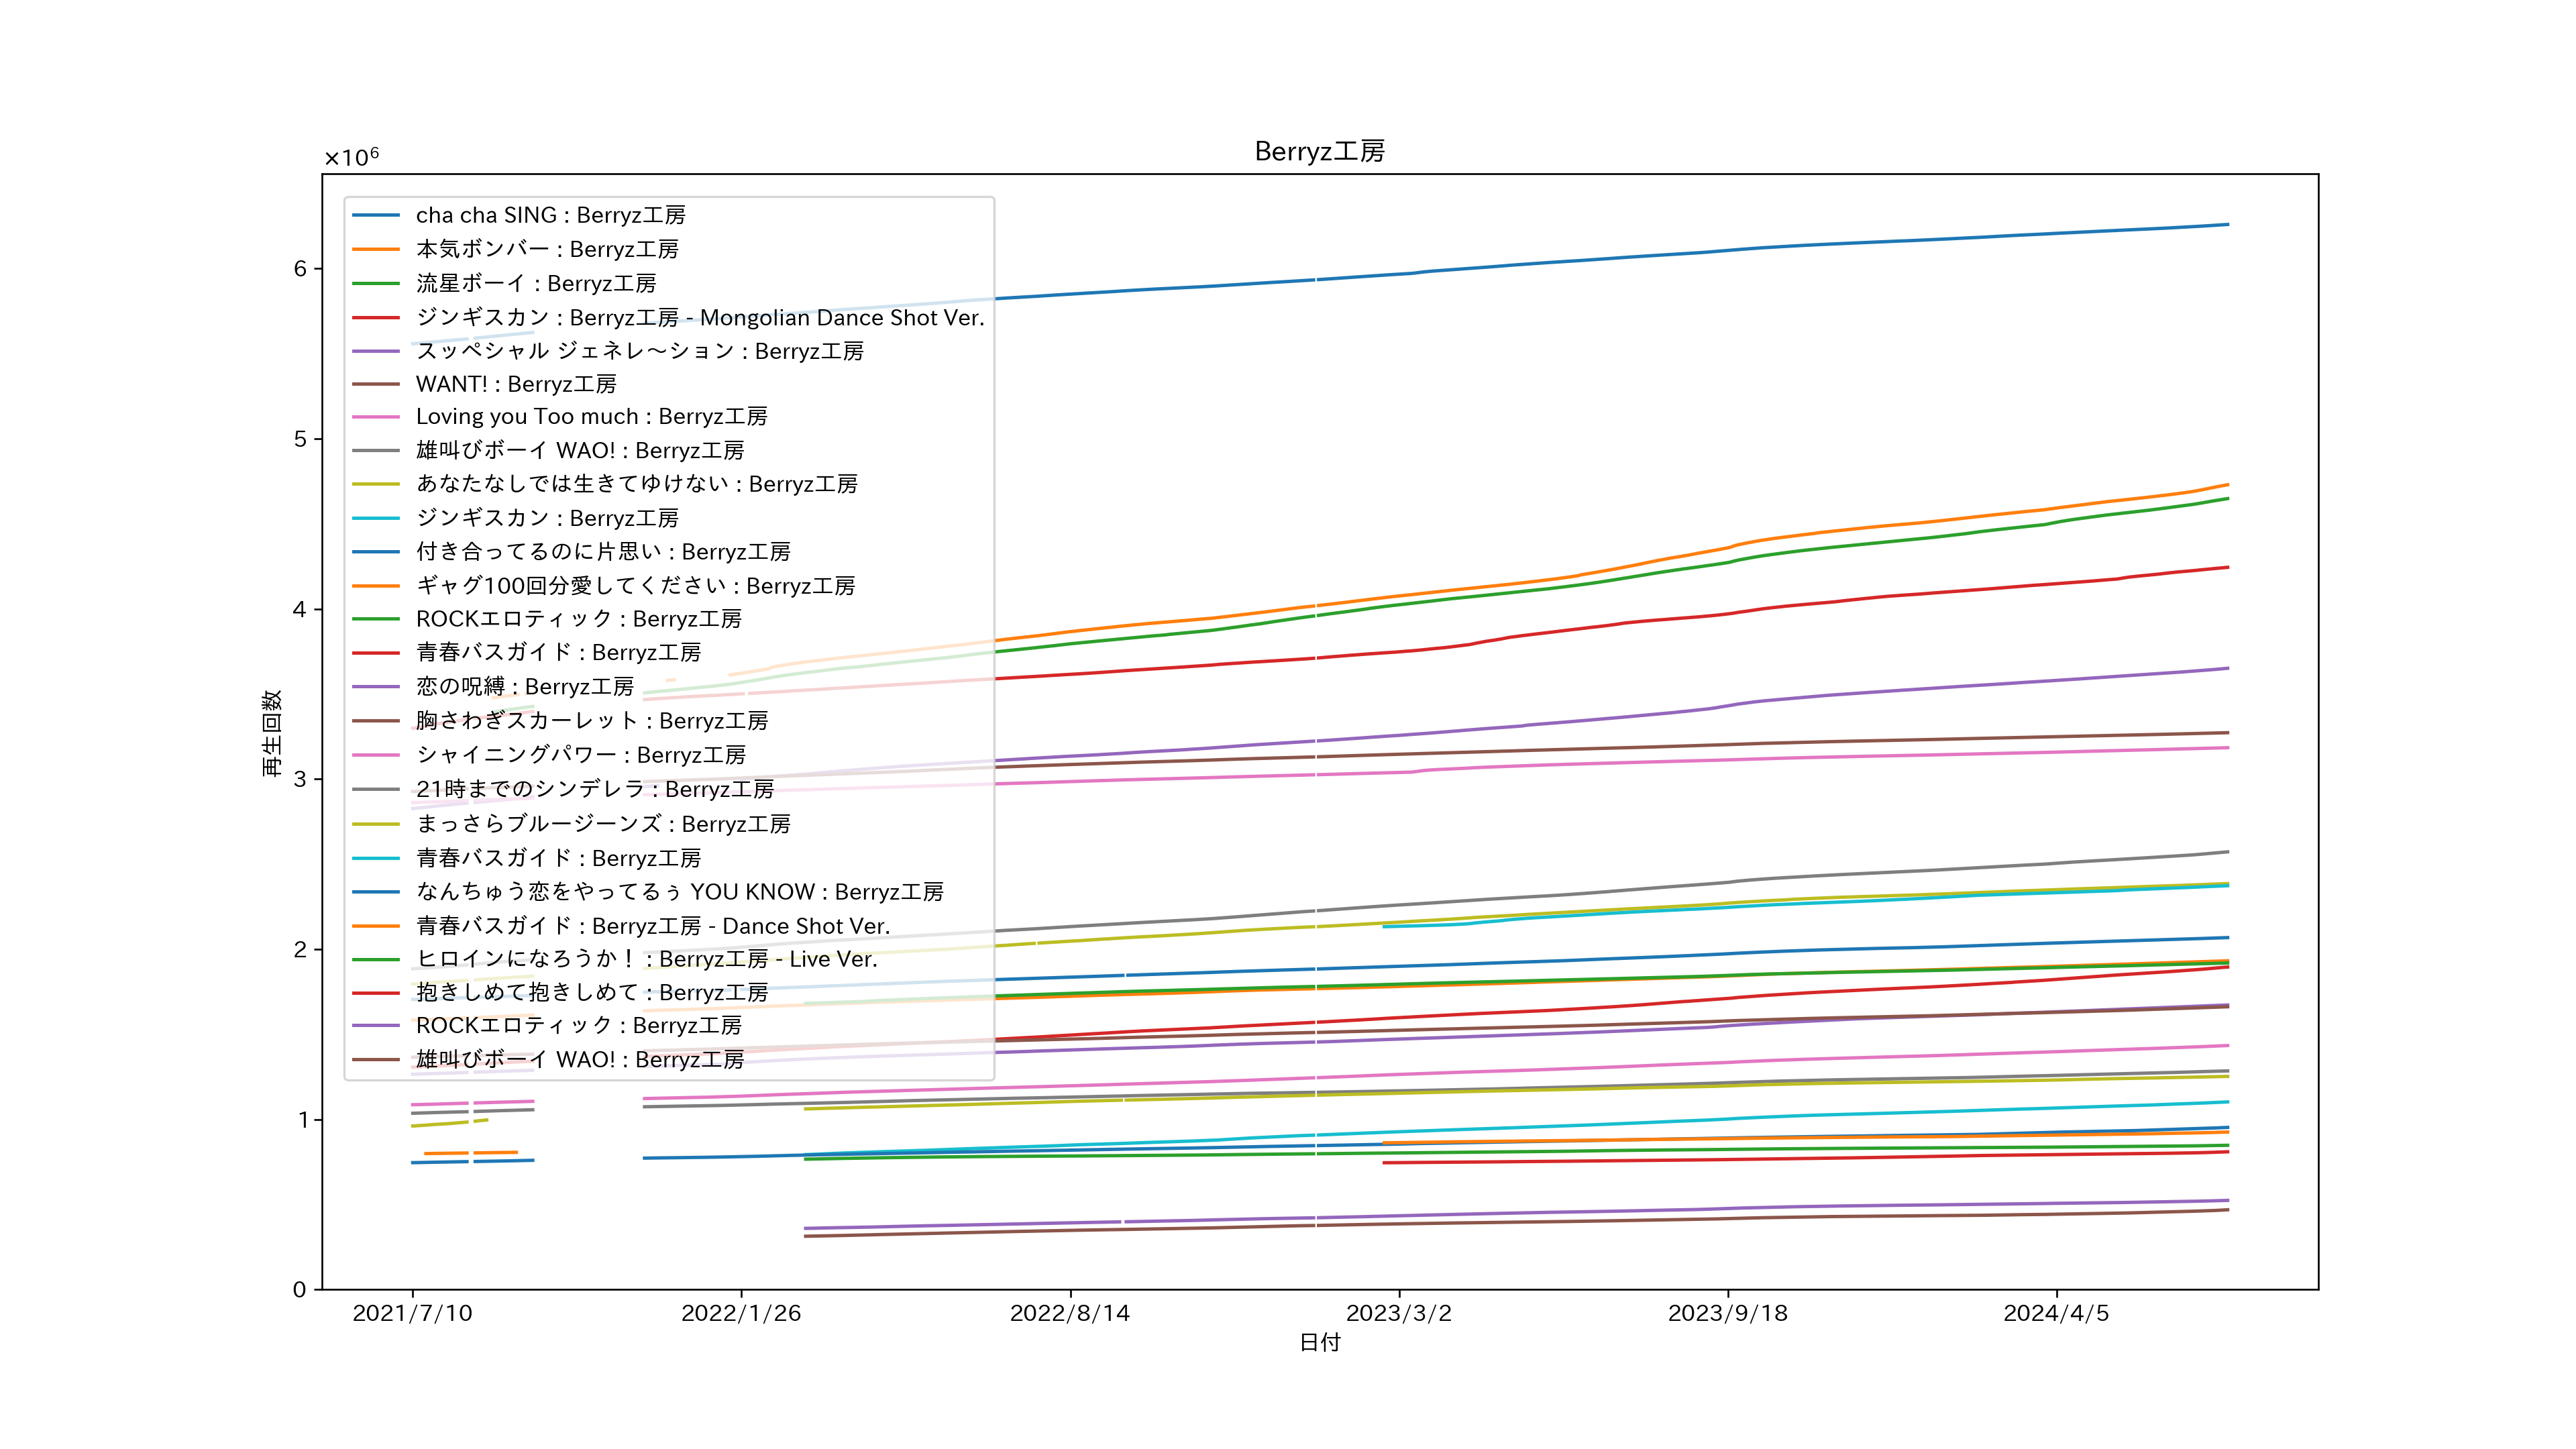 Berryz工房
×10⁶
cha cha SING : Berryz工房
本気ボンバー : Berryz工房
流星ボーイ : Berryz工房
ジンギスカン : Berryz工房 - Mongolian Dance Shot Ver.
スッペシャル ジェネレ～ション : Berryz工房
WANT! : Berryz工房
Loving you Too much : Berryz工房
雄叫びボーイ WAO! : Berryz工房
あなたなしでは生きてゆけない : Berryz工房
ジンギスカン : Berryz工房
付き合ってるのに片思い : Berryz工房
ギャグ100回分愛してください : Berryz工房
ROCKエロティック : Berryz工房
青春バスガイド : Berryz工房
恋の呪縛 : Berryz工房
胸さわぎスカーレット : Berryz工房
シャイニングパワー : Berryz工房
21時までのシンデレラ : Berryz工房
まっさらブルージーンズ : Berryz工房
青春バスガイド : Berryz工房
なんちゅう恋をやってるぅ YOU KNOW : Berryz工房
青春バスガイド : Berryz工房 - Dance Shot Ver.
ヒロインになろうか！ : Berryz工房 - Live Ver.
抱きしめて抱きしめて : Berryz工房
ROCKエロティック : Berryz工房
雄叫びボーイ WAO! : Berryz工房
6
5
4
3
2
1
0
再生回数
2021/7/10
2022/1/26
2022/8/14
2023/3/2
2023/9/18
2024/4/5
日付